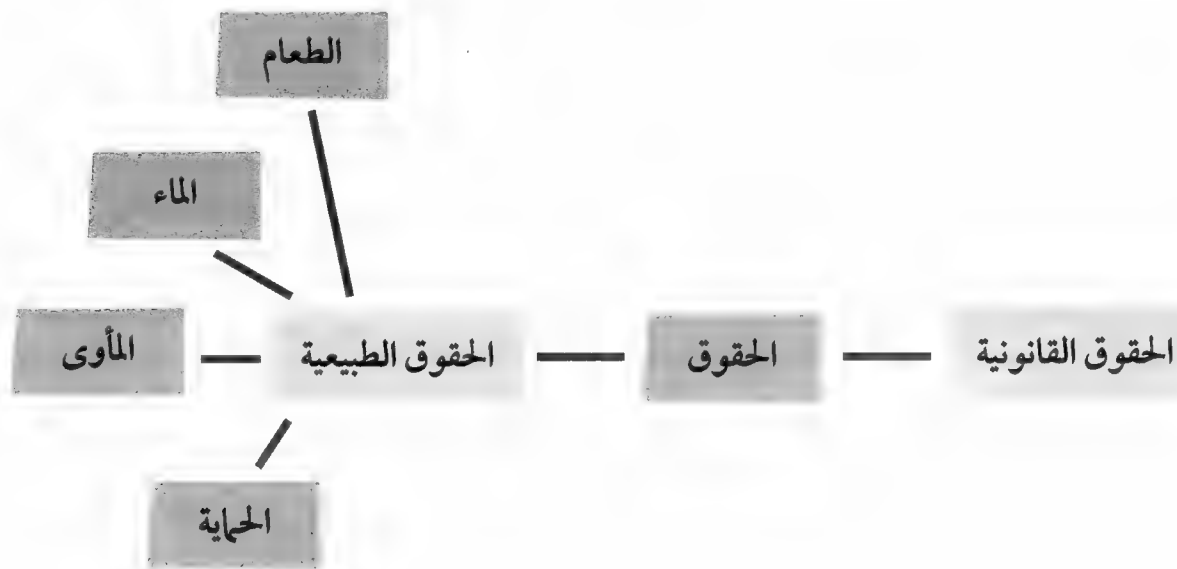 الطعام
الماء
المأوى
الحقوق الطبيعية
الحقوق
الحقوق القانونية
الحماية